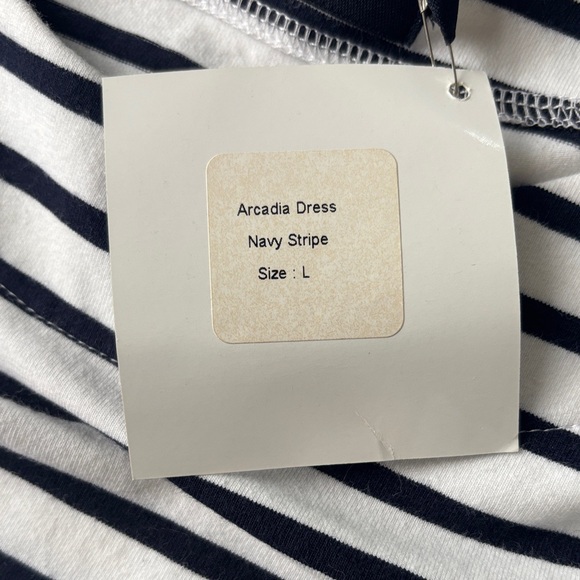 Arcadia Dress
Navy Stripe
Size : L